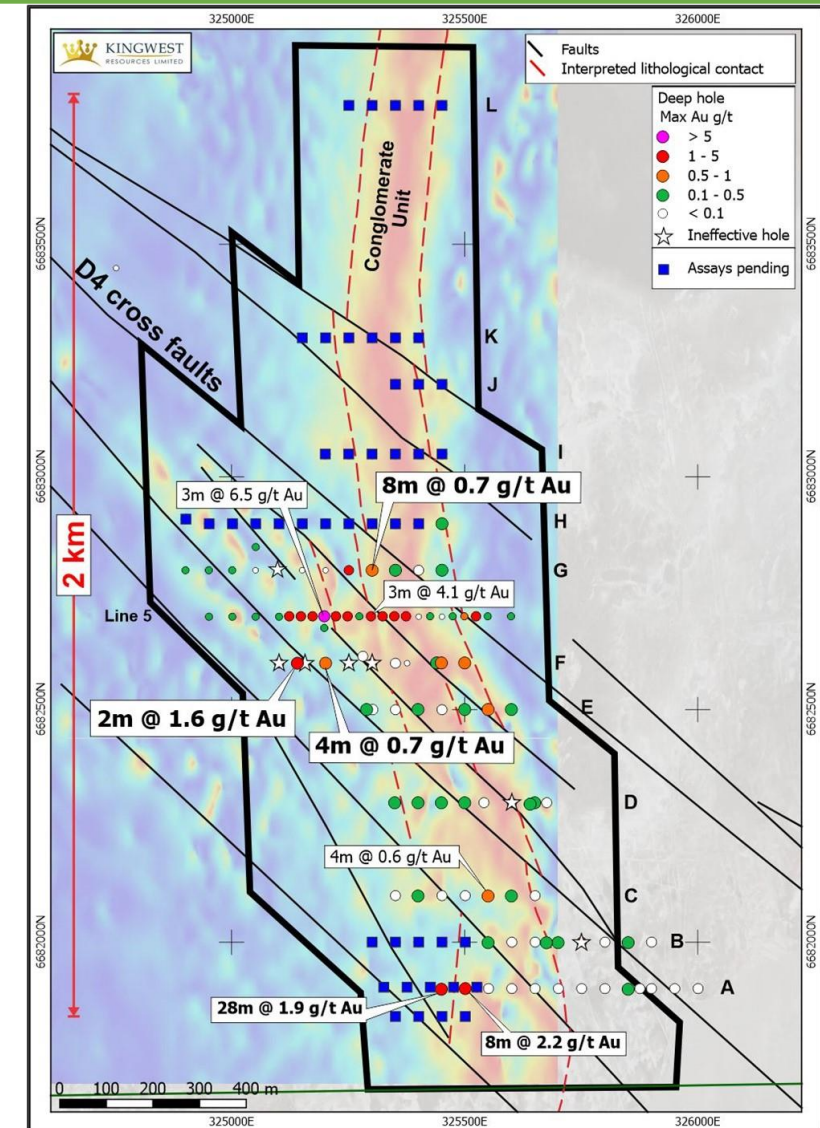 325000E 325500E 326000E
KINGWEST
RESOURCES LIMITED
Faults
Interpreted lithological contact
Deep hole
Max Au g/t
> 5
1 - 5
0.5 - 1
0.1 - 0.5
< 0.1
Ineffective hole
Assays pending
L
Conglomerate
Unit
6683500N 6683500N
D4 cross faults
K
J
I
6683000N 6683000N
8m @ 0.7 g/t Au
3m @ 6.5 g/t Au
H
2 km
G
3m @ 4.1 g/t Au
Line 5
F
6682500N 6682500N
E
2m @ 1.6 g/t Au
4m @ 0.7 g/t Au
D
4m @ 0.6 g/t Au
C
6682000N 6682000N
B
A
28m @ 1.9 g/t Au
8m @ 2.2 g/t Au
0 100 200 300 400 m
325000E 325500E 326000E